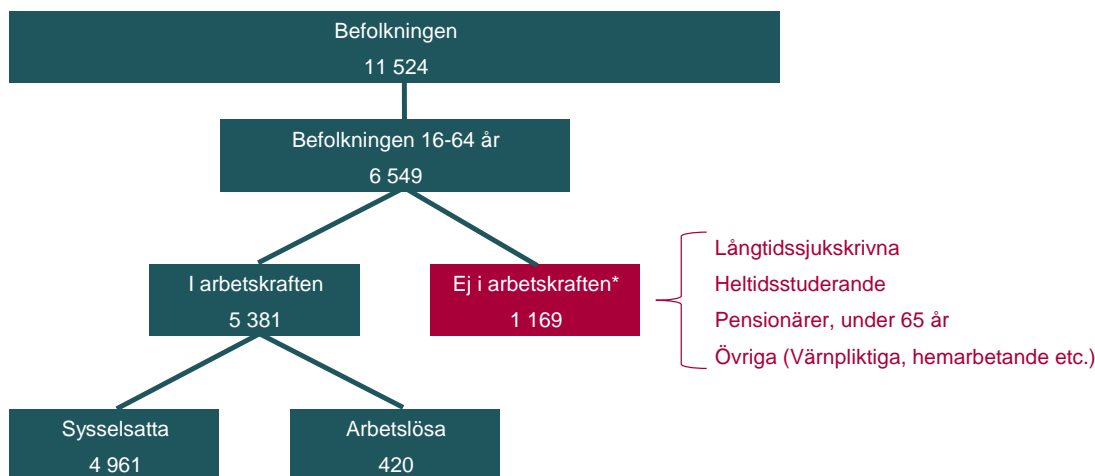 Befolkningen
11 524
Befolkningen 16-64 år
6 549
I arbetskraften
5 381
Ej i arbetskraften*
1 169
Långtidssjukskrivna
Heltidsstuderande
Pensionärer, under 65 år
Övriga (Värnpliktiga, hemarbetande etc.)
Sysselsatta
4 961
Arbetslösa
420